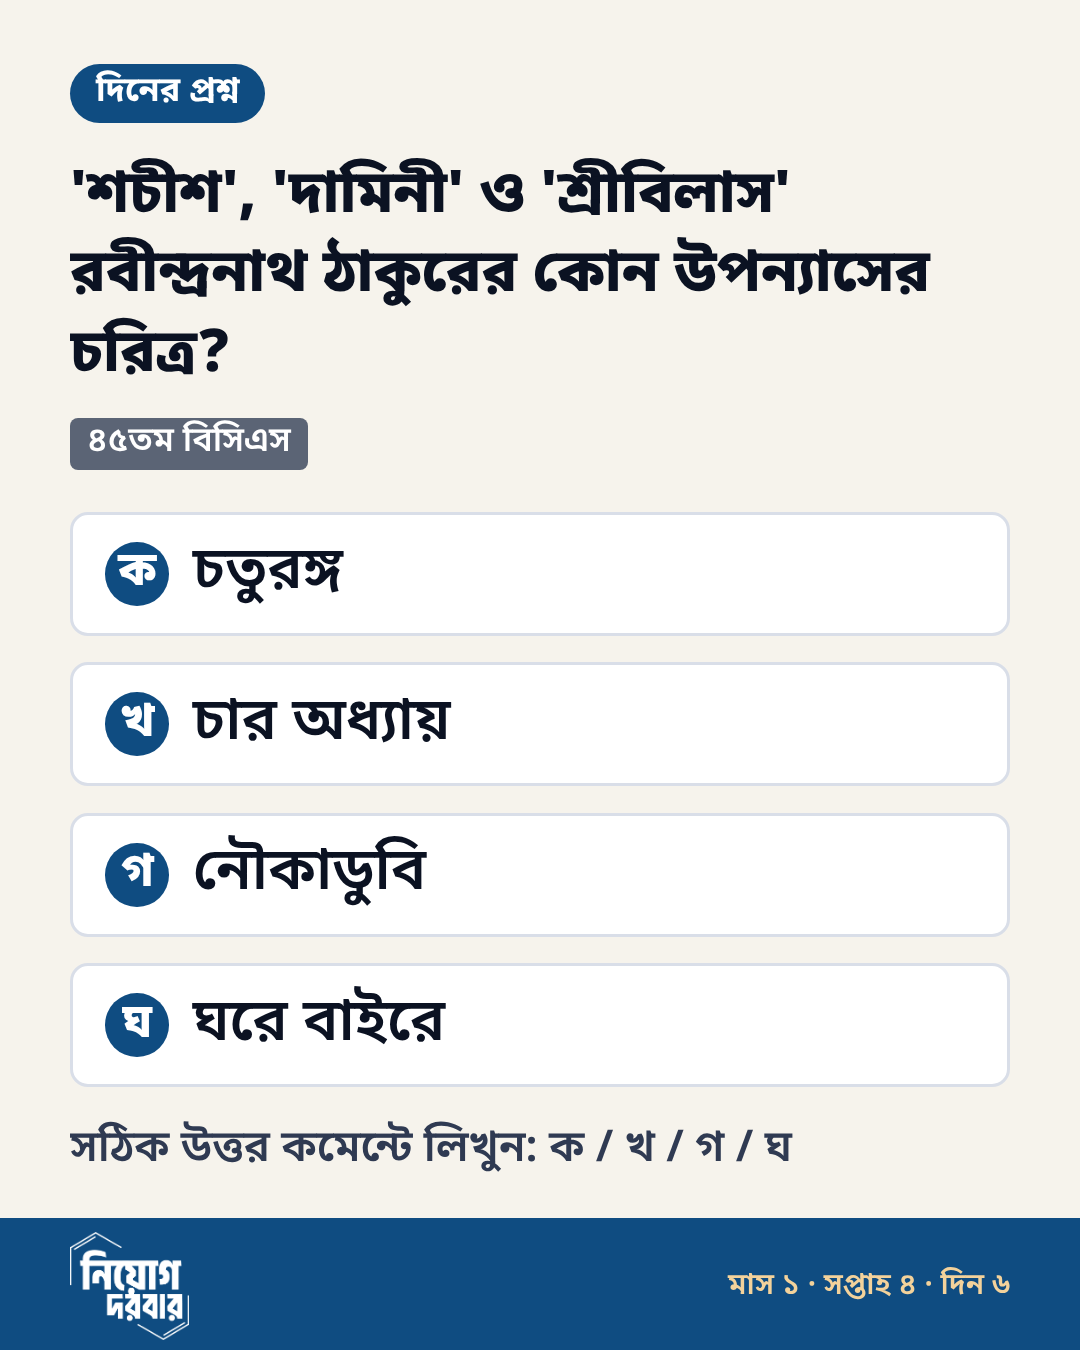 দিনের প্রশ্ন
'শচীশ', 'দামিনী' ও 'শ্রীবিলাস'
রবীন্দ্রনাথ ঠাকুরের কোন উপন্যাসের
চরিত্র?
৪৫তম বিসিএস
ক চতুরঙ্গ
খ চার অধ্যায়
গ নৌকাডুবি
ঘ ঘরে বাইরে
সঠিক উত্তর কমেন্টে লিখুন: ক / খ / গ / ঘ
নিয়োগ
দরবার
মাস ১ · সপ্তাহ ৪ · দিন ৬